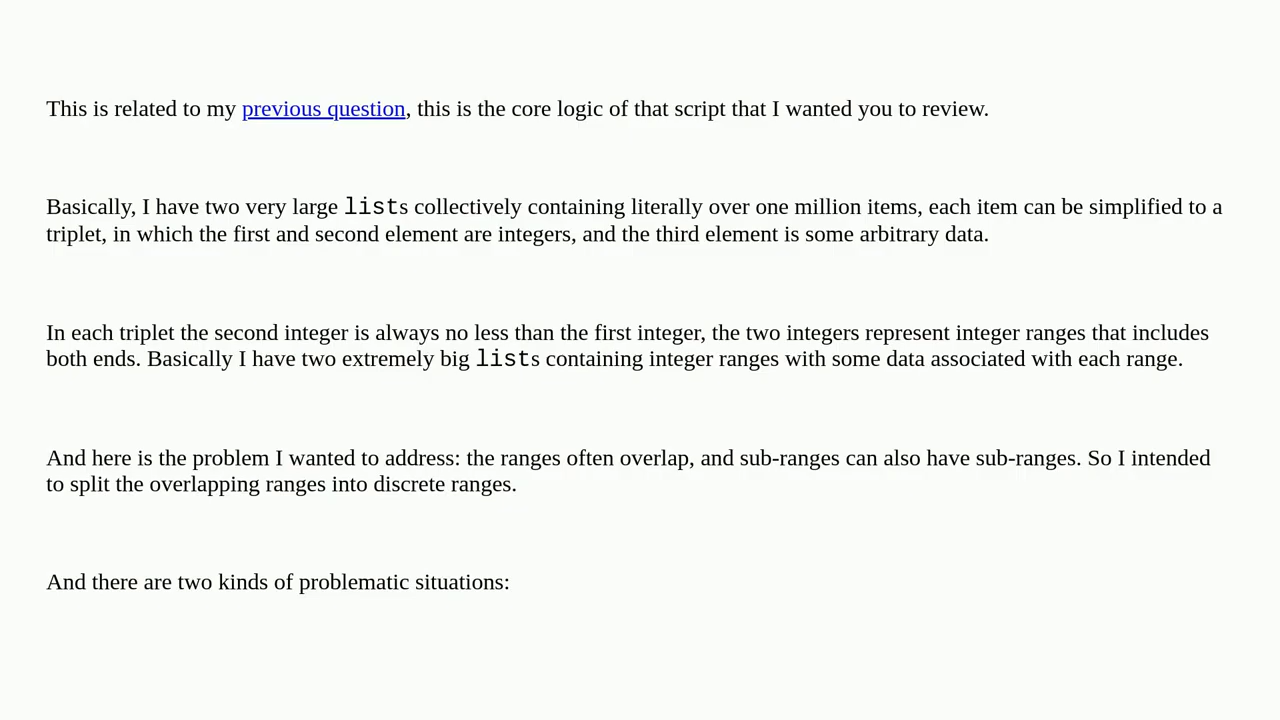 This is related to my previous question, this is the core logic of that script that I wanted you to review.
Basically, I have two very large lists collectively containing literally over one million items, each item can be simplified to a
triplet, in which the first and second element are integers, and the third element is some arbitrary data.
In each triplet the second integer is always no less than the first integer, the two integers represent integer ranges that includes
both ends. Basically I have two extremely big lists containing integer ranges with some data associated with each range.
And here is the problem I wanted to address: the ranges often overlap, and sub-ranges can also have sub-ranges. So I intended
to split the overlapping ranges into discrete ranges.
And there are two kinds of problematic situations: